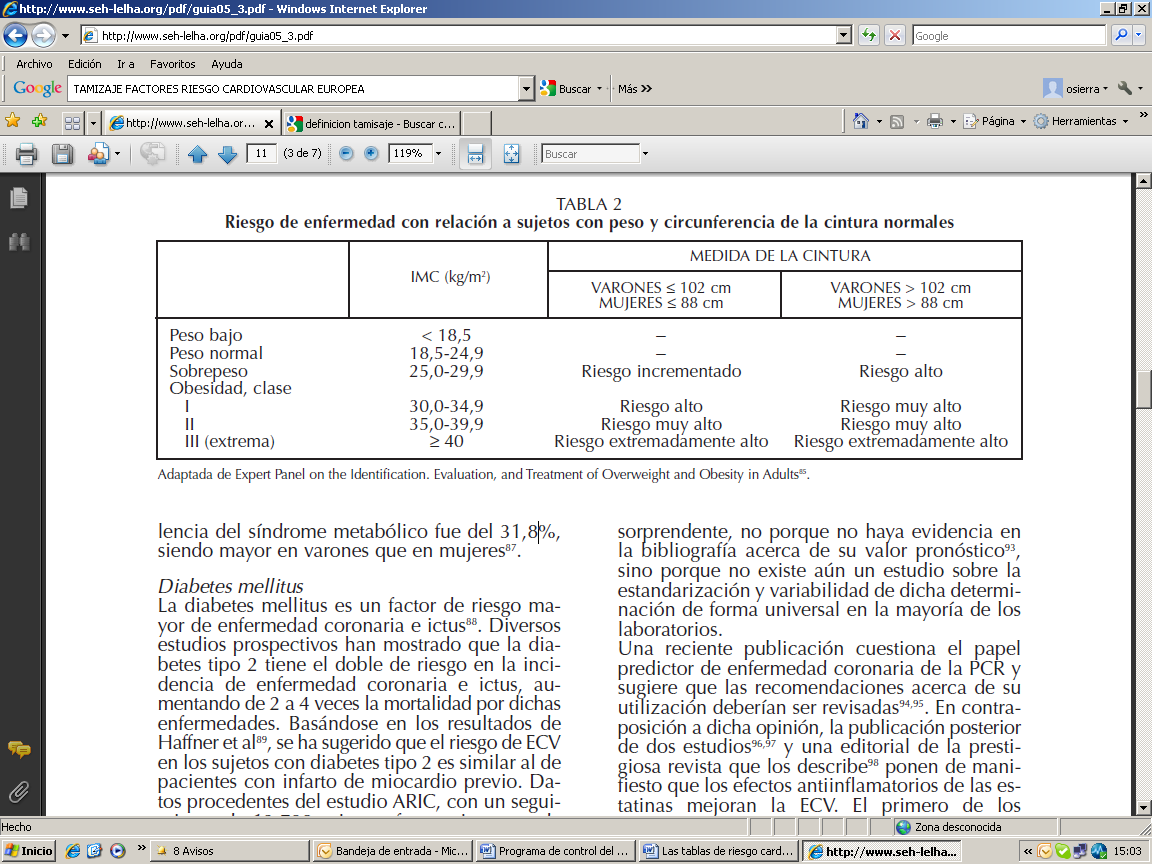 http://www.seh-lelha.org/pdf/guia05_3.pdf - Windows Internet Explorer
http://www.seh-lelha.org/pdf/guia05_3.pdf
Google
Archivo Edición Ir a Favoritos Ayuda
Google TAMIZAJE FACTORES RIESGO CARDIOVASCULAR EUROPEA Buscar Más >> osierra
http://www.seh-lelha.or... definicion tamisaje - Buscar c... Página Herramientas >>
11 (3 de 7) 119% Buscar
TABLA 2
Riesgo de enfermedad con relación a sujetos con peso y circunferencia de la cintura normales
MEDIDA DE LA CINTURA
IMC (kg/m²)
VARONES ≤ 102 cm VARONES > 102 cm
MUJERES ≤ 88 cm MUJERES > 88 cm
Peso bajo < 18,5 – –
Peso normal 18,5-24,9 – –
Sobrepeso 25,0-29,9 Riesgo incrementado Riesgo alto
Obesidad, clase
I 30,0-34,9 Riesgo alto Riesgo muy alto
II 35,0-39,9 Riesgo muy alto Riesgo muy alto
III (extrema) ≥ 40 Riesgo extremadamente alto Riesgo extremadamente alto
Adaptada de Expert Panel on the Identification. Evaluation, and Treatment of Overweight and Obesity in Adults⁸⁵.
lencia del síndrome metabólico fue del 31,8%,
siendo mayor en varones que en mujeres⁸⁷.
Diabetes mellitus
La diabetes mellitus es un factor de riesgo ma-
yor de enfermedad coronaria e ictus⁸⁸. Diversos
estudios prospectivos han mostrado que la dia-
betes tipo 2 tiene el doble de riesgo en la inci-
dencia de enfermedad coronaria e ictus, au-
mentando de 2 a 4 veces la mortalidad por dichas
enfermedades. Basándose en los resultados de
Haffner et al⁸⁹, se ha sugerido que el riesgo de ECV
en los sujetos con diabetes tipo 2 es similar al de
pacientes con infarto de miocardio previo. Da-
tos procedentes del estudio ARIC, con un segui-
sorprendente, no porque no haya evidencia en
la bibliografía acerca de su valor pronóstico⁹³,
sino porque no existe aún un estudio sobre la
estandarización y variabilidad de dicha determi-
nación de forma universal en la mayoría de los
laboratorios.
Una reciente publicación cuestiona el papel
predictor de enfermedad coronaria de la PCR y
sugiere que las recomendaciones acerca de su
utilización deberían ser revisadas⁹⁴,⁹⁵. En contra-
posición a dicha opinión, la publicación posterior
de dos estudios⁹⁶,⁹⁷ y una editorial de la presti-
giosa revista que los describe⁹⁸ ponen de mani-
fiesto que los efectos antiinflamatorios de las es-
tatinas mejoran la ECV. El primero de los
Hecho Zona desconocida
Inicio >> 8 Avisos Bandeja de entrada - Mic... Programa de control del ... Las tablas de riesgo card... http://www.seh-lelha.... << 15:03